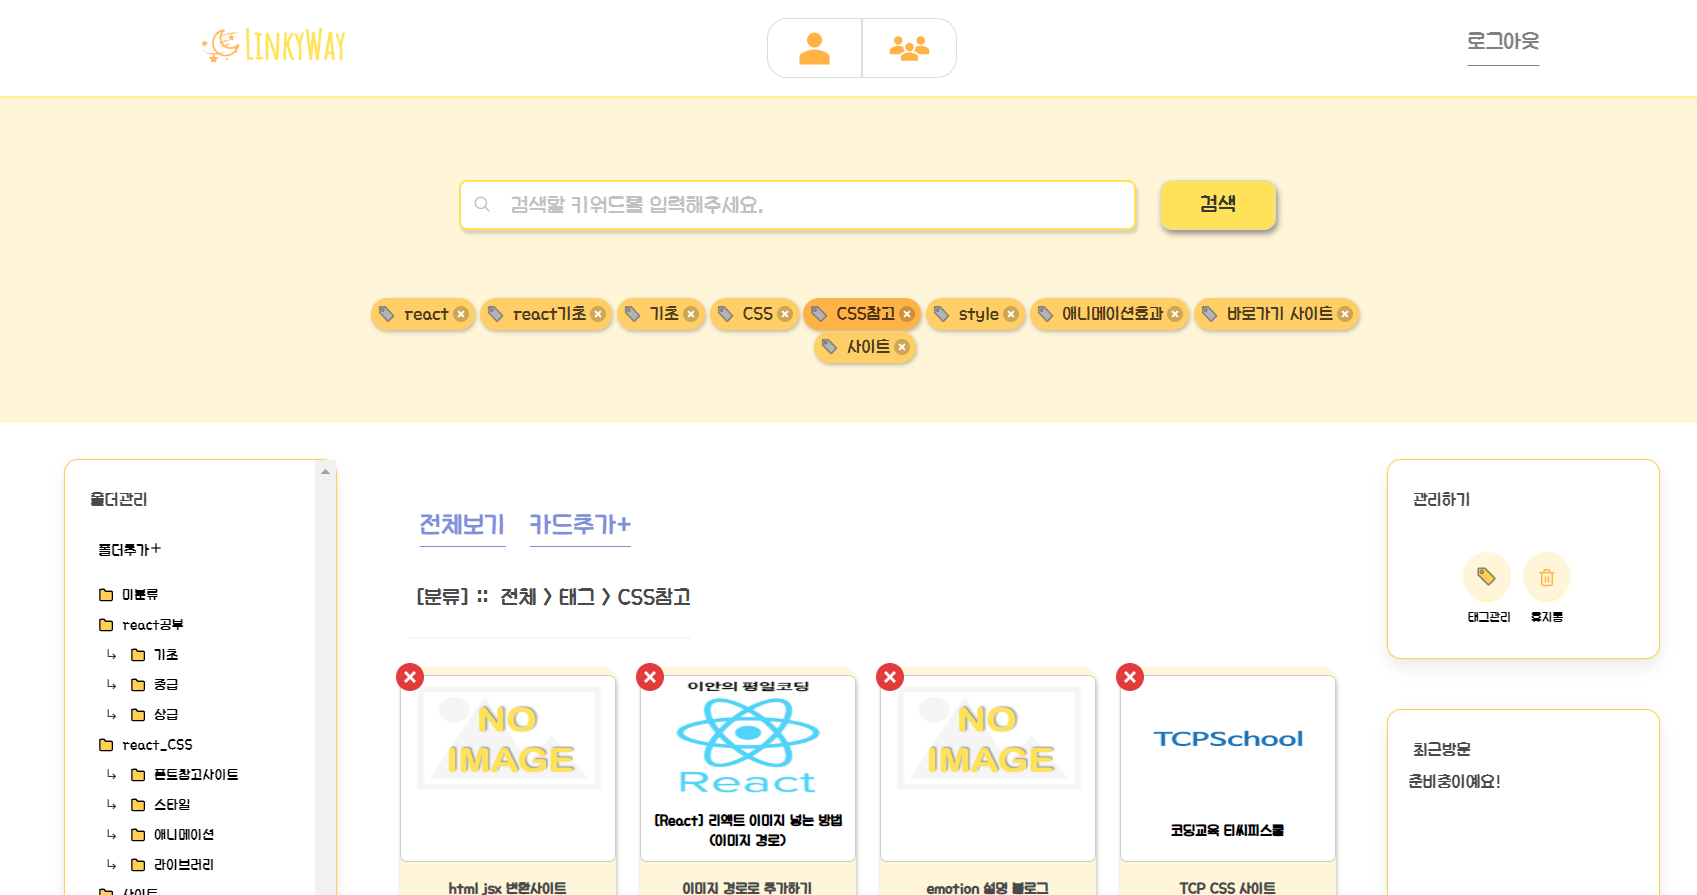 LINKYWAY
로그아웃
검색할 키워드를 입력해주세요.
검색
react
react기초
기초
CSS
CSS참고
style
애니메이션효과
바로가기 사이트
사이트
폴더관리
폴더추가+
미분류
react공부
기초
중급
상급
react_CSS
폰트참고사이트
스타일
애니메이션
라이브러리
사이트
전체보기 카드추가+
[분류] :: 전체 > 태그 > CSS참고
NO
IMAGE
html jsx 변환사이트
이안의 평일코딩
React
[React] 리액트 이미지 넣는 방법
(이미지 경로)
이미지 경로로 추가하기
NO
IMAGE
emotion 설명 블로그
TCPSchool
코딩교육 티씨피스쿨
TCP CSS 사이트
관리하기
태그관리 휴지통
최근방문
준비중이예요!